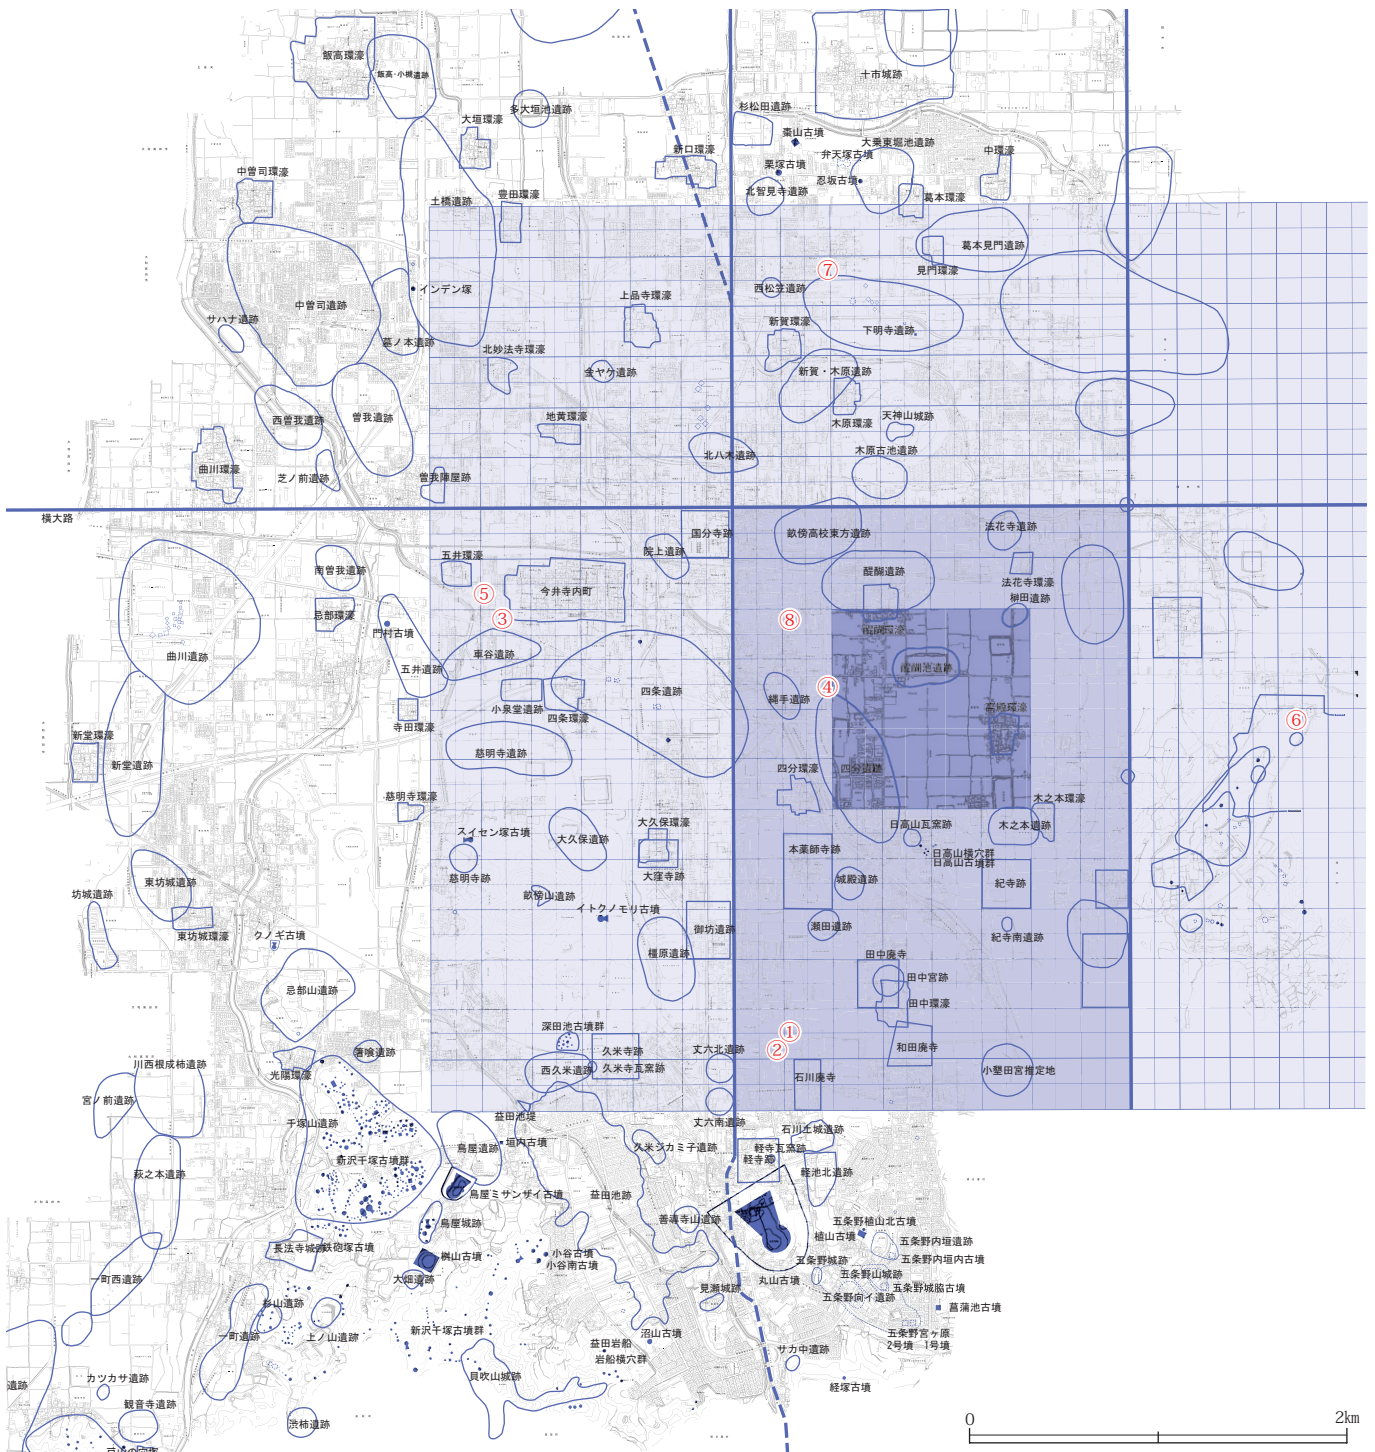 飯高環濠
飯高・小槻遺跡
多大垣池遺跡
大垣環濠
十市城跡
杉松田遺跡
棗山古墳
大乗東堀池遺跡
弁天塚古墳
中環濠
新口環濠
栗塚古墳
忍坂古墳
北智見寺遺跡
葛本環濠
中曽司環濠
土橋遺跡
豊田環濠
葛本見門遺跡
見門環濠
⑦
西松笠遺跡
インデン塚
上品寺環濠
中曽司遺跡
サハナ遺跡
新賀環濠
下明寺遺跡
墓ノ本遺跡
北妙法寺環濠
金ヤケ遺跡
新賀・木原遺跡
西曽我遺跡
曽我遺跡
地黄環濠
木原環濠
天神山城跡
木原古池遺跡
北八木遺跡
曲川環濠
芝ノ前遺跡
曽我陣屋跡
横大路
国分寺跡
畝傍高校東方遺跡
法花寺遺跡
院上遺跡
五井環濠
南曽我遺跡
醍醐遺跡
法花寺環濠
今井寺内町
⑤
榊田遺跡
忌部環濠
③
⑧
門村古墳
醍醐環濠
曲川遺跡
五井遺跡
車谷遺跡
醍醐池遺跡
④
四条遺跡
縄手遺跡
小泉堂遺跡
四条環濠
高殿環濠
寺田環濠
⑥
新堂環濠
新堂遺跡
慈明寺遺跡
四分環濠
四分遺跡
慈明寺環濠
木之本環濠
木之本遺跡
スイセン塚古墳
大久保環濠
大久保遺跡
日高山瓦窯跡
本薬師寺跡
日高山横穴群
日高山古墳群
慈明寺跡
大窪寺跡
城殿遺跡
紀寺跡
東坊城遺跡
坊城遺跡
畝傍山遺跡
イトクノモリ古墳
瀬田遺跡
御坊遺跡
東坊城環濠
クノギ古墳
紀寺南遺跡
橿原遺跡
田中廃寺
田中宮跡
田中環濠
忌部山遺跡
①
深田池古墳群
②
和田廃寺
久米寺跡
久米寺瓦窯跡
丈六北遺跡
箸喰遺跡
川西根成柿遺跡
光陽環濠
西久米遺跡
石川廃寺
小墾田宮推定地
宮ノ前遺跡
益田池堤
丈六南遺跡
千塚山遺跡
石川土城遺跡
鳥屋遺跡
垣内古墳
久米ジカミ子遺跡
軽寺瓦窯跡
軽寺跡
新沢千塚古墳群
萩之本遺跡
軽池北遺跡
鳥屋ミサンザイ古墳
益田池跡
鳥屋城跡
善導寺山遺跡
五条野植山北古墳
植山古墳
五条野内垣遺跡
長法寺城跡
鉄砲塚古墳
桝山古墳
小谷古墳
小谷南古墳
五条野城跡
五条野内垣内古墳
丸山古墳
五条野山城跡
五条野城脇古墳
一町西遺跡
大畑遺跡
見瀬城跡
五条野向イ遺跡
菖蒲池古墳
杉山遺跡
一町遺跡
上ノ山遺跡
新沢千塚古墳群
沼山古墳
五条野宮ヶ原
2号墳 1号墳
益田岩船
岩船横穴群
サカ中遺跡
貝吹山城跡
経塚古墳
カツカサ遺跡
遺跡
観音寺遺跡
渋柿遺跡
0 2km